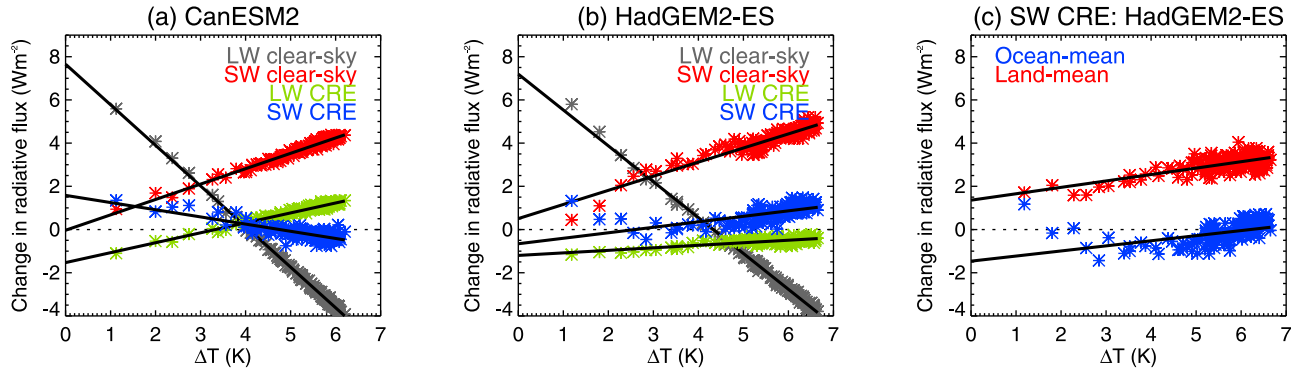 (a) CanESM2
Change in radiative flux (Wm-2)
8
6
4
2
0
-2
-4
LW clear-sky
SW clear-sky
LW CRE
SW CRE
0 1 2 3 4 5 6 7
ΔT (K)
(b) HadGEM2-ES
Change in radiative flux (Wm-2)
8
6
4
2
0
-2
-4
LW clear-sky
SW clear-sky
LW CRE
SW CRE
0 1 2 3 4 5 6 7
ΔT (K)
(c) SW CRE: HadGEM2-ES
Change in radiative flux (Wm-2)
8
6
4
2
0
-2
-4
Ocean-mean
Land-mean
0 1 2 3 4 5 6 7
ΔT (K)